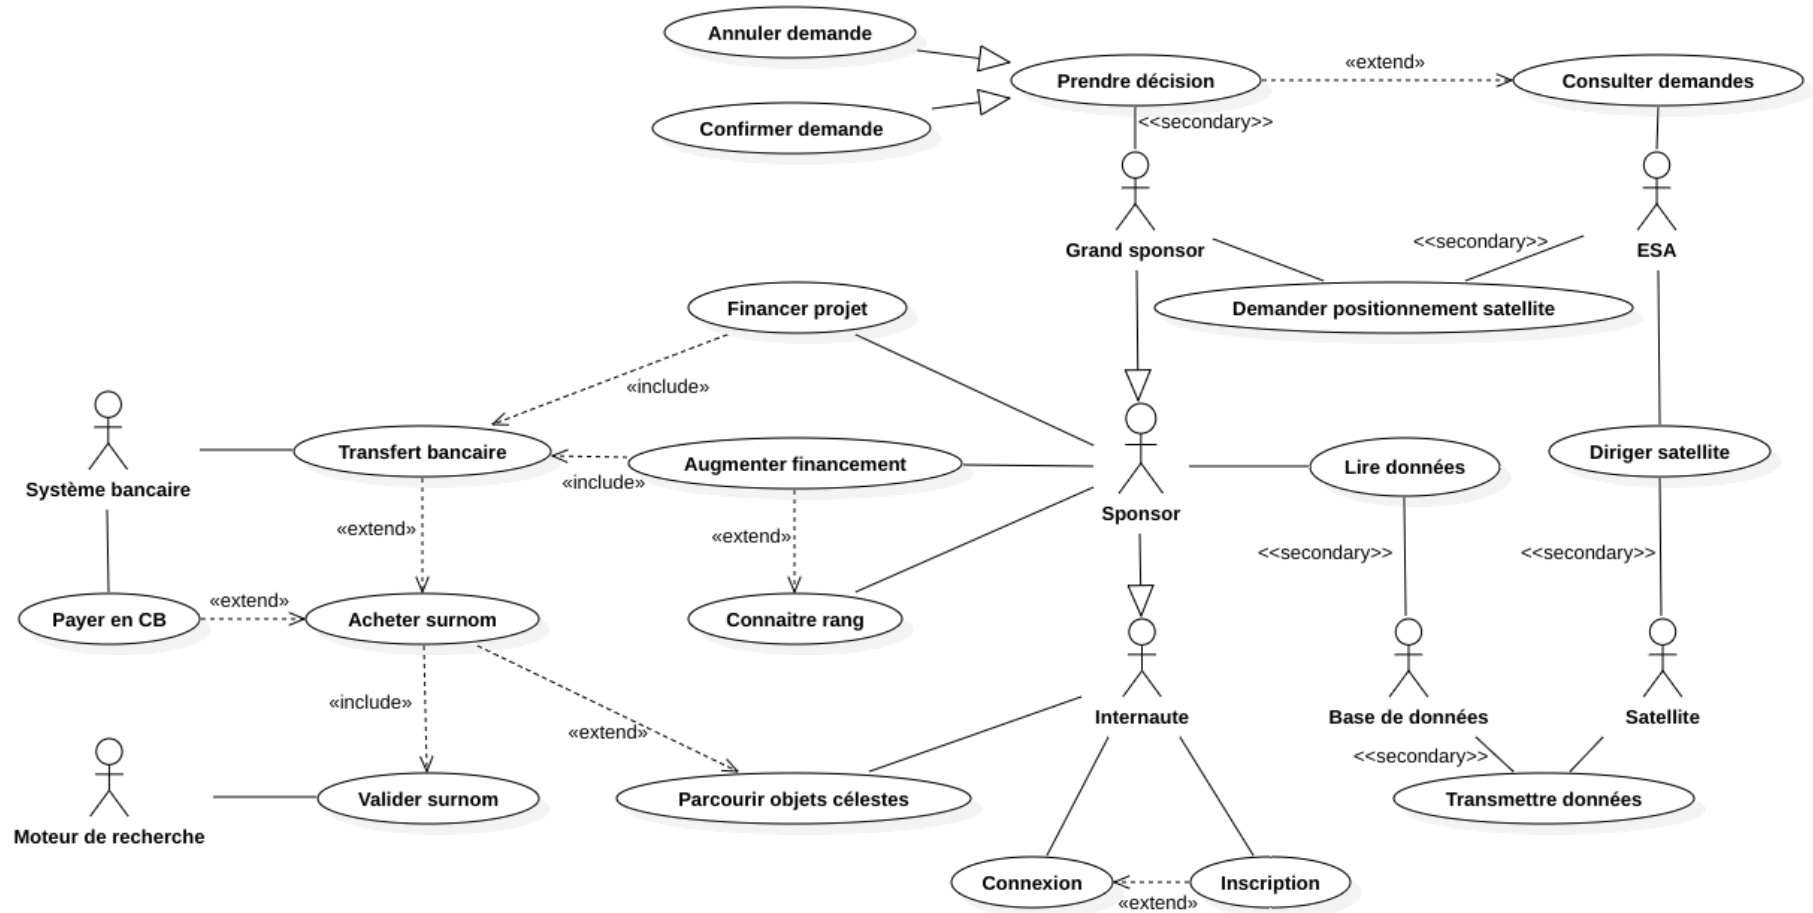 Annuler demande
«extend»
Prendre décision
Consulter demandes
<<secondary>>
Confirmer demande
<<secondary>>
Grand sponsor
ESA
Financer projet
Demander positionnement satellite
«include»
Transfert bancaire
Augmenter financement
Lire données
Diriger satellite
Système bancaire
«include»
Sponsor
«extend»
«extend»
<<secondary>>
<<secondary>>
«extend»
Payer en CB
Acheter surnom
Connaitre rang
«include»
«extend»
Internaute
Base de données
Satellite
<<secondary>>
Valider surnom
Parcourir objets célestes
Transmettre données
Moteur de recherche
Connexion
Inscription
«extend»